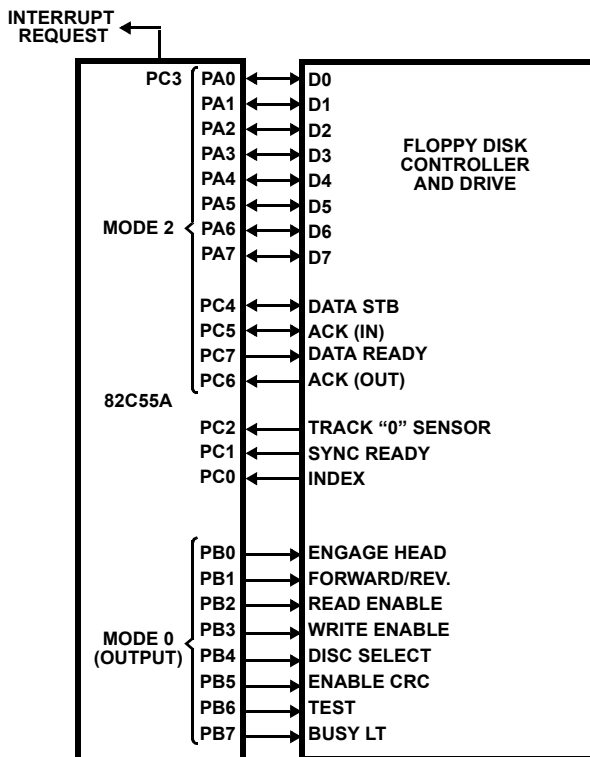 INTERRUPT
REQUEST
PC3 PA0 D0
PA1 D1
PA2 D2
PA3 D3
PA4 D4
PA5 D5
PA6 D6
PA7 D7
FLOPPY DISK
CONTROLLER
AND DRIVE
MODE 2
PC4 DATA STB
PC5 ACK (IN)
PC7 DATA READY
PC6 ACK (OUT)
82C55A
PC2 TRACK “0” SENSOR
PC1 SYNC READY
PC0 INDEX
PB0 ENGAGE HEAD
PB1 FORWARD/REV.
PB2 READ ENABLE
PB3 WRITE ENABLE
PB4 DISC SELECT
PB5 ENABLE CRC
PB6 TEST
PB7 BUSY LT
MODE 0
(OUTPUT)